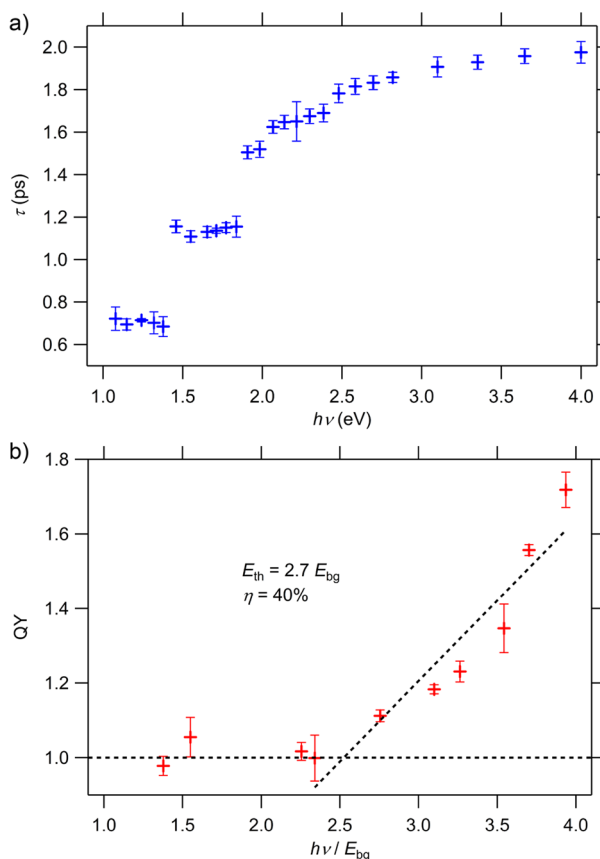 a)
2.0
1.8
1.6
1.4
1.2
1.0
0.8
0.6
τ (ps)
1.0 1.5 2.0 2.5 3.0 3.5 4.0
hν (eV)
b)
1.8
1.6
1.4
1.2
1.0
QY
E_th = 2.7 E_bg
η = 40%
1.0 1.5 2.0 2.5 3.0 3.5 4.0
hν / E_bg